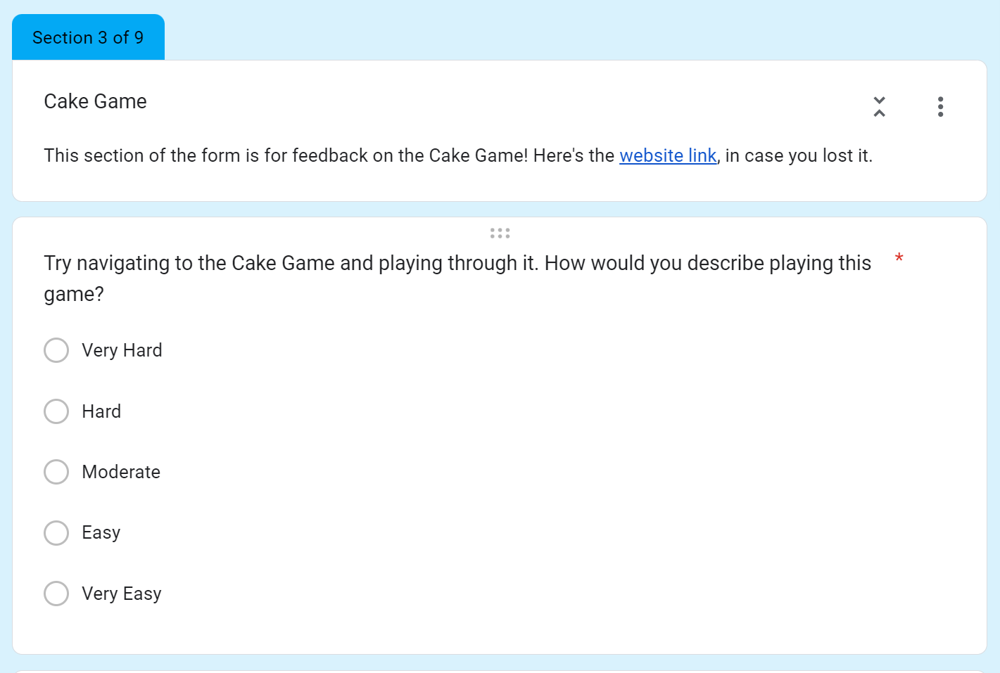 Section 3 of 9
Cake Game
This section of the form is for feedback on the Cake Game! Here's the website link, in case you lost it.
Try navigating to the Cake Game and playing through it. How would you describe playing this *
game?
Very Hard
Hard
Moderate
Easy
Very Easy